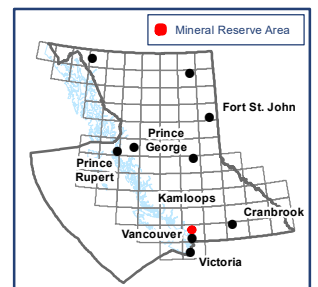 Mineral Reserve Area
Fort St. John
Prince
George
Prince
Rupert
Kamloops
Cranbrook
Vancouver
Victoria